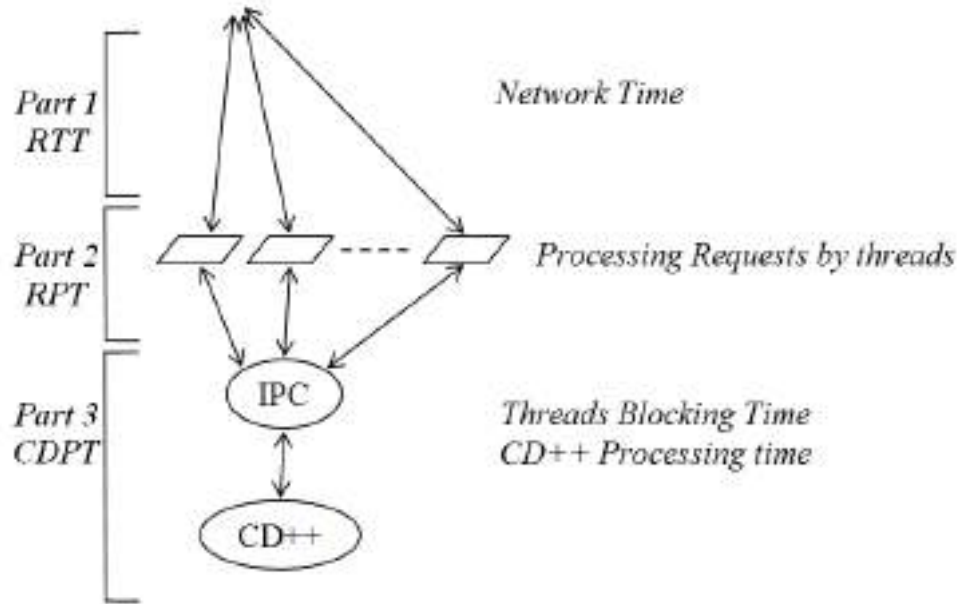 Part 1
RTT
Network Time
Part 2
RPT
Processing Requests by threads
IPC
Part 3
CDPT
Threads Blocking Time
CD++ Processing time
CD++